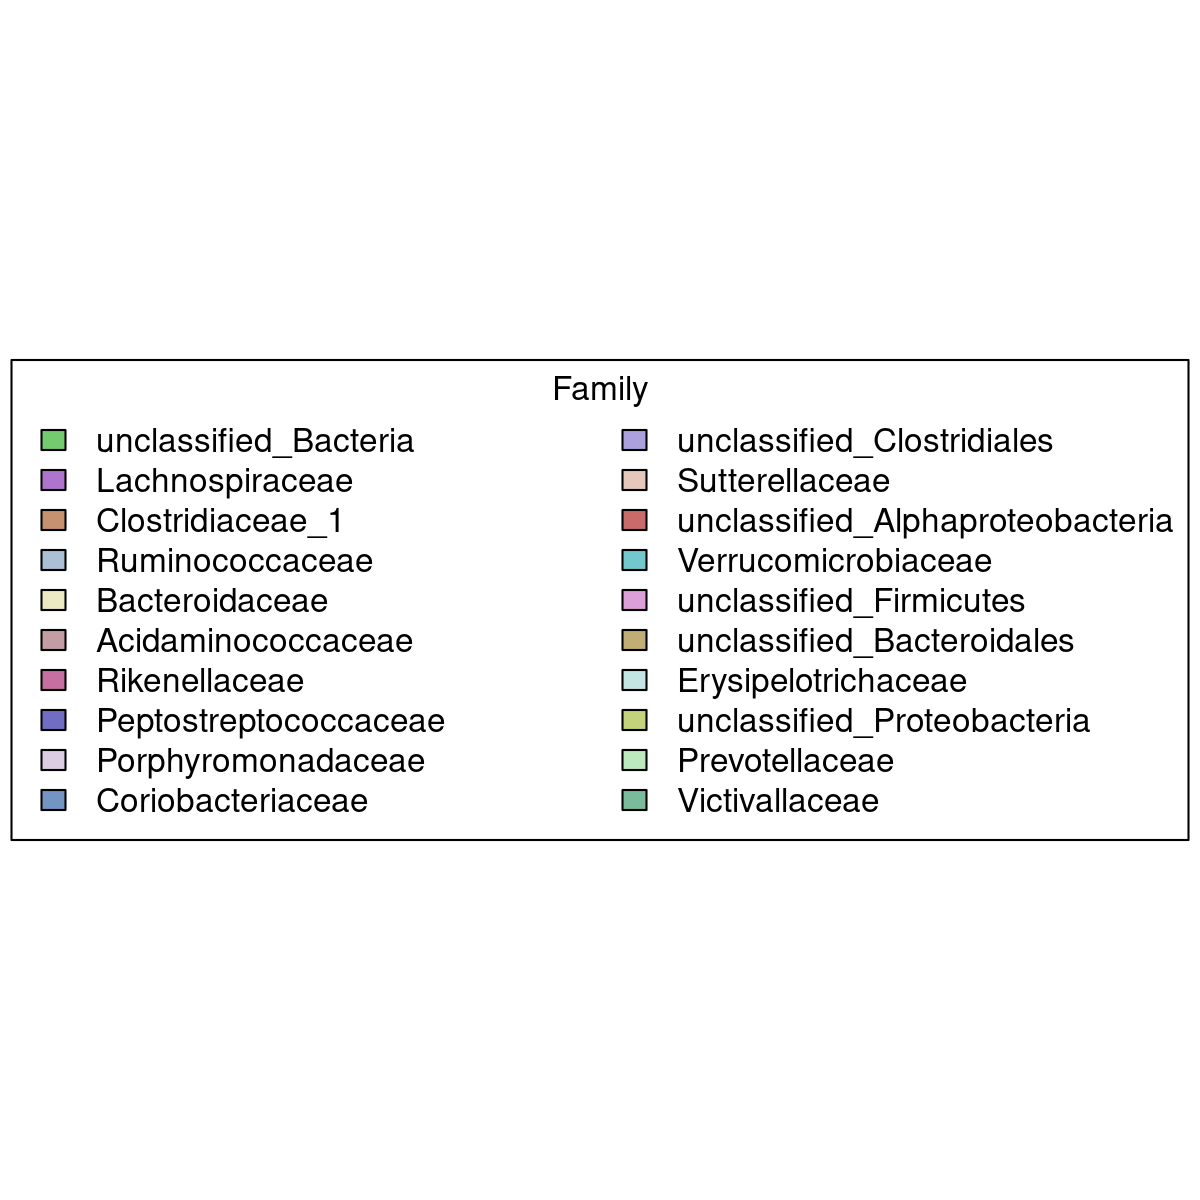 Family
unclassified_Bacteria
Lachnospiraceae
Clostridiaceae_1
Ruminococcaceae
Bacteroidaceae
Acidaminococcaceae
Rikenellaceae
Peptostreptococcaceae
Porphyromonadaceae
Coriobacteriaceae
unclassified_Clostridiales
Sutterellaceae
unclassified_Alphaproteobacteria
Verrucomicrobiaceae
unclassified_Firmicutes
unclassified_Bacteroidales
Erysipelotrichaceae
unclassified_Proteobacteria
Prevotellaceae
Victivallaceae